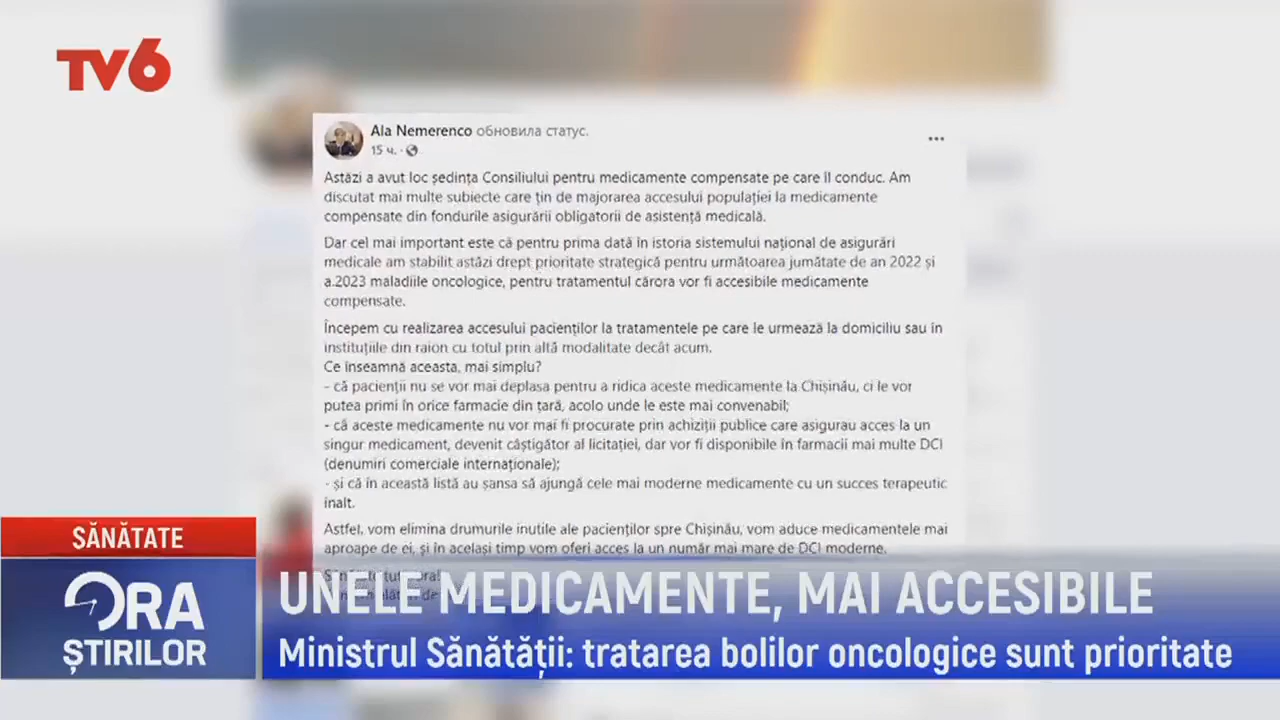 TV6
Ala Nemerenco обновила статус.
15 ч.
Astăzi a avut loc ședința Consiliului pentru medicamente compensate pe care îl conduc. Am
discutat mai multe subiecte care țin de majorarea accesului populației la medicamente
compensate din fondurile asigurării obligatorii de asistență medicală.
Dar cel mai important este că pentru prima dată în istoria sistemului național de asigurări
medicale am stabilit astăzi drept prioritate strategică pentru următoarea jumătate de an 2022 și
a.2023 maladiile oncologice, pentru tratamentul cărora vor fi accesibile medicamente
compensate.
Începem cu realizarea accesului pacienților la tratamentele pe care le urmează la domiciliu sau în
instituțiile din raion cu totul prin altă modalitate decât acum.
Ce înseamnă aceasta, mai simplu?
- că pacienții nu se vor mai deplasa pentru a ridica aceste medicamente la Chișinău, ci le vor
putea primi în orice farmacie din țară, acolo unde le este mai convenabil;
- că aceste medicamente nu vor mai fi procurate prin achiziții publice care asigurau acces la un
singur medicament, devenit câștigător al licitației, dar vor fi disponibile în farmacii mai multe DCI
(denumiri comerciale internaționale);
- și că în această listă au șansa să ajungă cele mai moderne medicamente cu un succes terapeutic
înalt.
Astfel, vom elimina drumurile inutile ale pacienților spre Chișinău, vom aduce medicamentele mai
aproape de ei, și în același timp vom oferi acces la un număr mai mare de DCI moderne.
SĂNĂTATE
ORA
ȘTIRILOR
UNELE MEDICAMENTE, MAI ACCESIBILE
Ministrul Sănătății: tratarea bolilor oncologice sunt prioritate